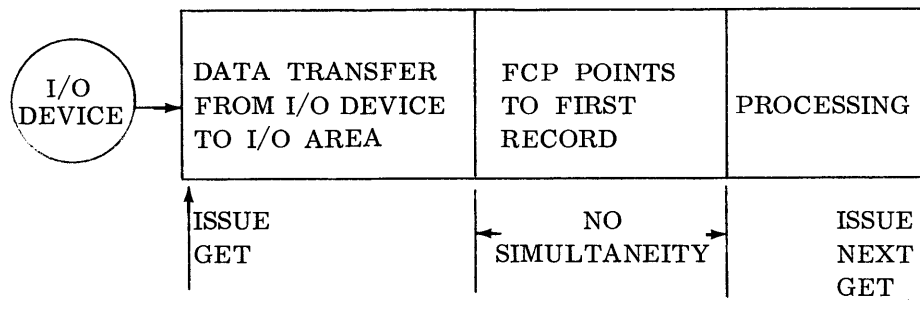 I/O
DEVICE
DATA TRANSFER
FROM I/O DEVICE
TO I/O AREA
FCP POINTS
TO FIRST
RECORD
PROCESSING
ISSUE
GET
NO
SIMULTANEITY
ISSUE
NEXT
GET